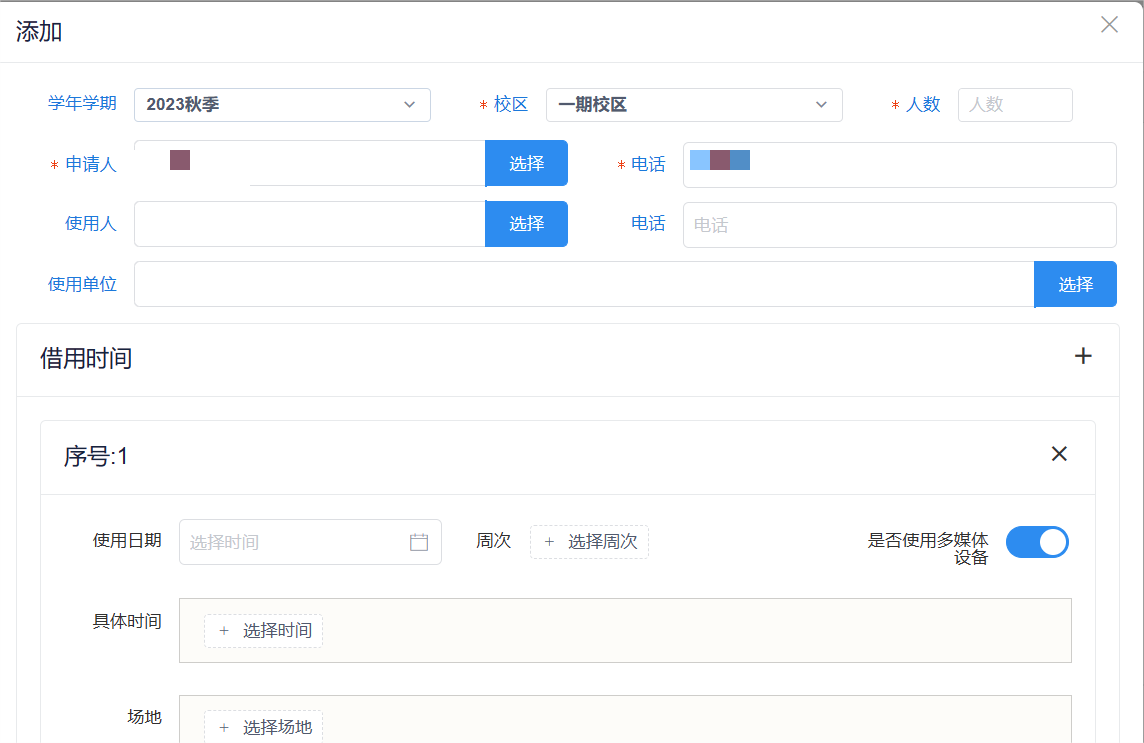 添加
学年学期 2023秋季 * 校区 一期校区 * 人数 人数
* 申请人 选择 * 电话
使用人 选择 电话 电话
使用单位 选择
借用时间 +
序号:1
使用日期 选择时间 周次 + 选择周次 是否使用多媒体
设备
具体时间 + 选择时间
场地 + 选择场地